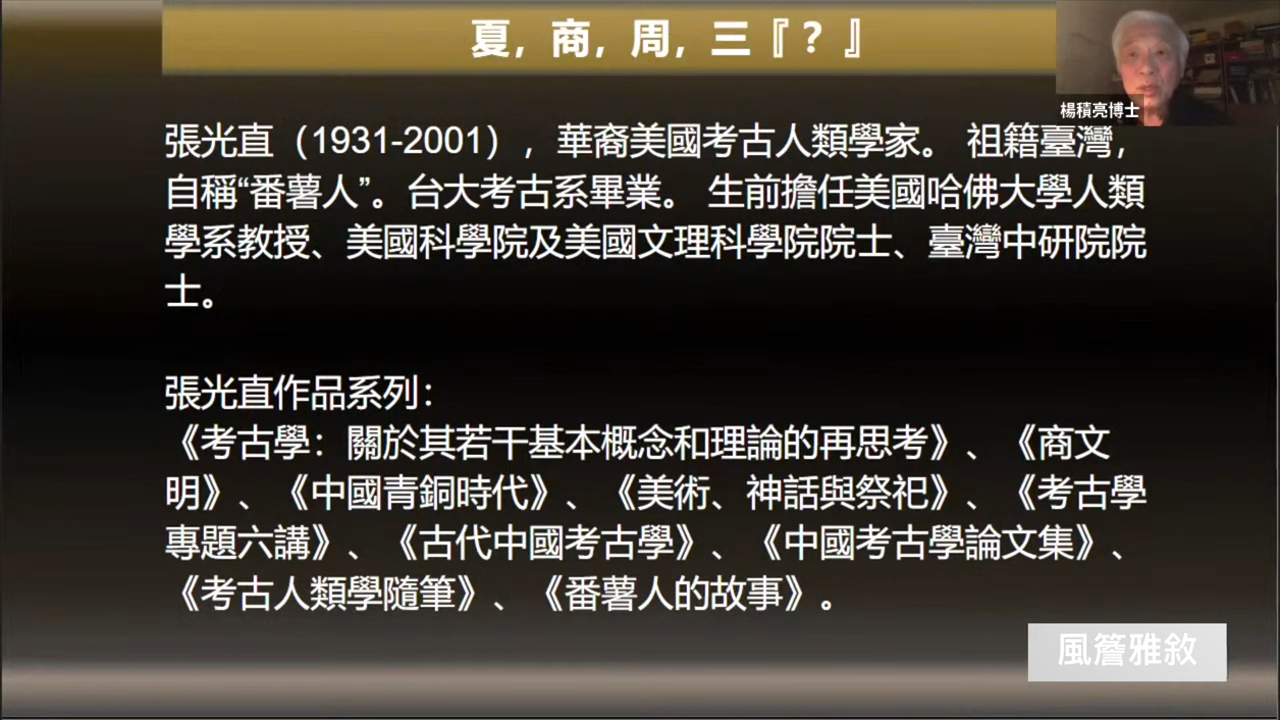 夏，商，周，三『？』
楊積亮博士
張光直（1931-2001），華裔美國考古人類學家。 祖籍臺灣，
自稱“番薯人”。台大考古系畢業。 生前擔任美國哈佛大學人類
學系教授、美國科學院及美國文理科學院院士、臺灣中研院院
士。
張光直作品系列：
《考古學：關於其若干基本概念和理論的再思考》、《商文
明》、《中國青銅時代》、《美術、神話與祭祀》、《考古學
專題六講》、《古代中國考古學》、《中國考古學論文集》、
《考古人類學隨筆》、《番薯人的故事》。
風簷雅敘